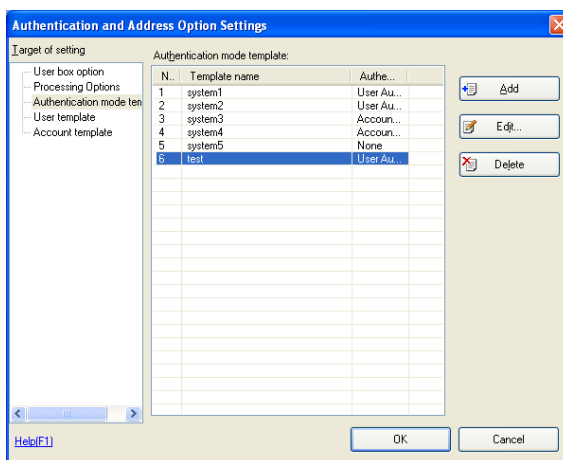 Authentication and Address Option Settings
Target of setting
User box option
Processing Options
Authentication mode ten
User template
Account template
Authentication mode template:
N.. Template name Authe...
1 system1 User Au...
2 system2 User Au...
3 system3 Accoun...
4 system4 Accoun...
5 system5 None
6 test User Au...
Add
Edit...
Delete
Help(F1)
OK
Cancel